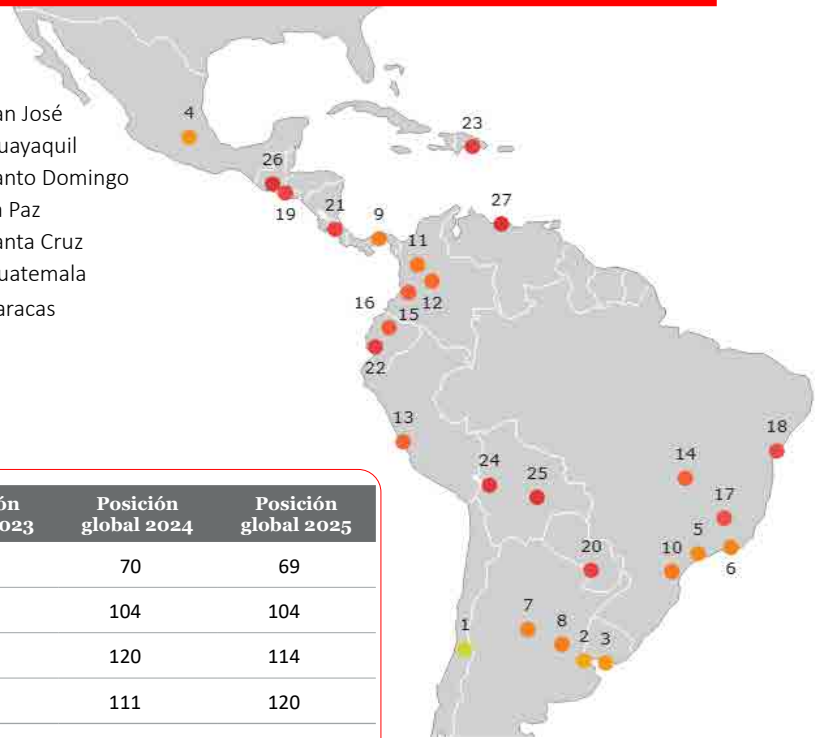 an José
uayaquil
anto Domingo
a Paz
anta Cruz
uatemala
aracas
4
23
26
19
21
9
27
11
12
16
15
22
13
18
14
24
25
17
5
10
6
20
7
8
1
2
3
ón
023
Posición
global 2024
Posición
global 2025
70 69
104 104
120 114
111 120